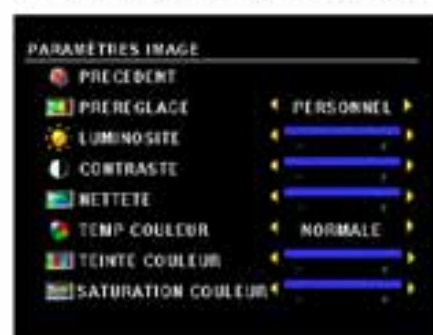 PARAMÈTRES IMAGE
PRECEDENT
PREREGLAGE PERSONNEL
LUMINOSITE
- +
CONTRASTE
- +
NETTETE
- +
TEMP COULEUR NORMALE
TEINTE COULEUR
- +
SATURATION COULEUR
- +